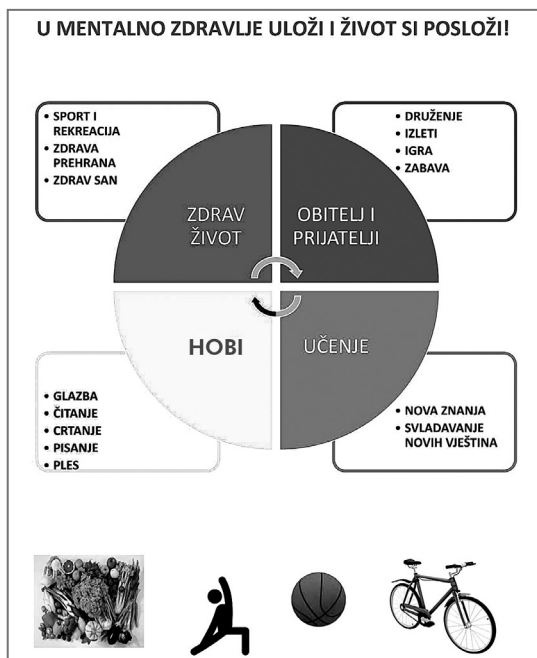 U MENTALNO ZDRAVLJE ULOŽI I ŽIVOT SI POSLOŽI!
• SPORT I
REKREACIJA
• ZDRAVA
PREHRANA
• ZDRAV SAN
• DRUŽENJE
• IZLETI
• IGRA
• ZABAVA
ZDRAV
ŽIVOT
OBITELJ I
PRIJATELJI
HOBI
UČENJE
• GLAZBA
• ČITANJE
• CRTANJE
• PISANJE
• PLES
• NOVA ZNANJA
• SVLADAVANJE
NOVIH VJEŠTINA